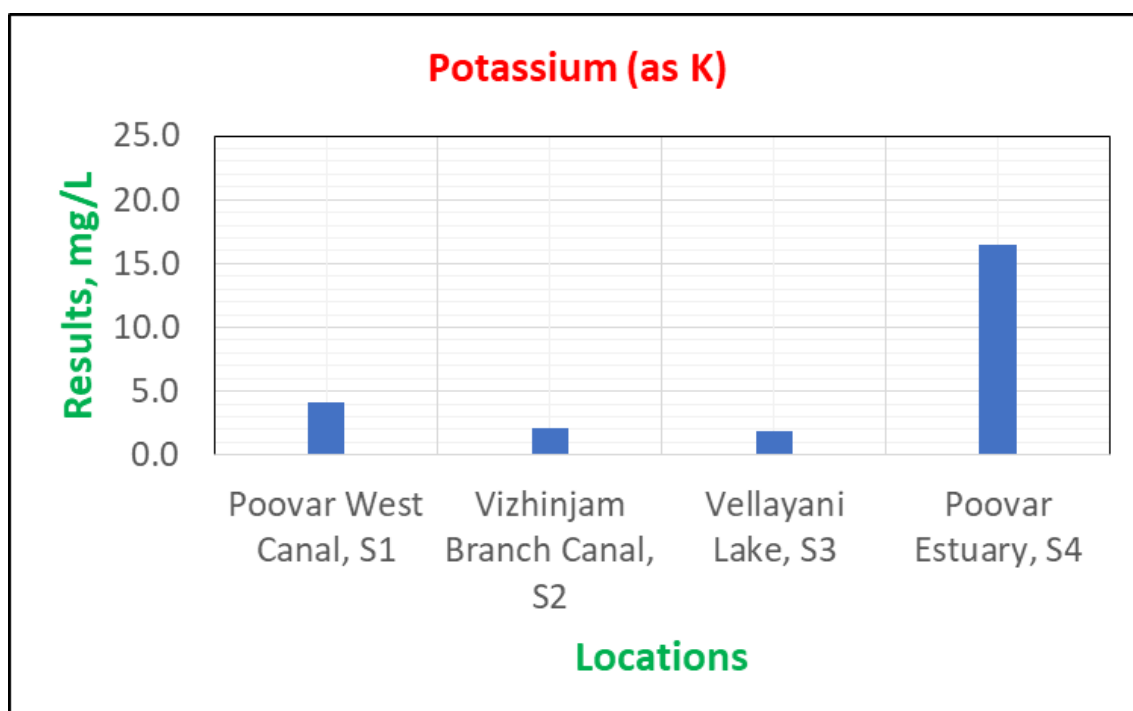 Potassium (as K)
Results, mg/L
25.0
20.0
15.0
10.0
5.0
0.0
Poovar West
Canal, S1
Vizhinjam
Branch Canal,
S2
Vellayani
Lake, S3
Poovar
Estuary, S4
Locations